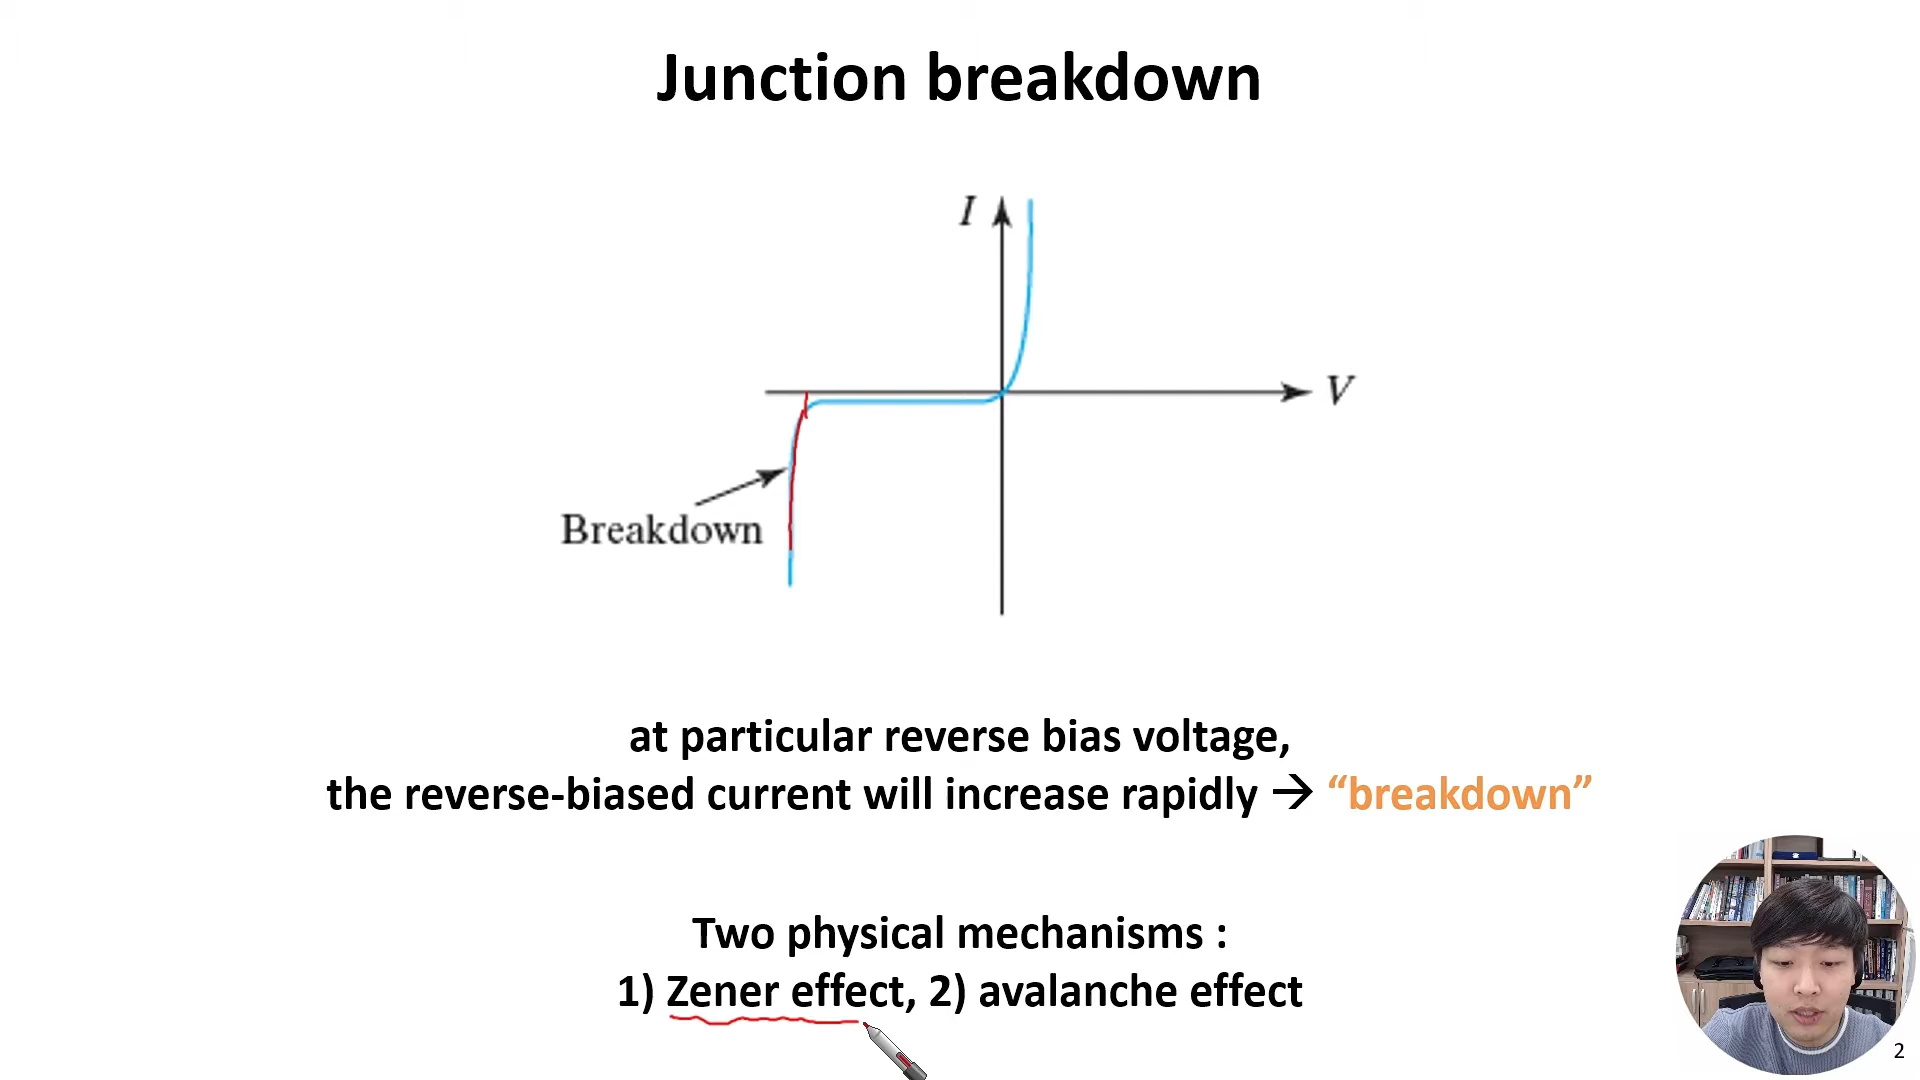 Junction breakdown
I
V
Breakdown
at particular reverse bias voltage,
the reverse-biased current will increase rapidly → “breakdown”
Two physical mechanisms :
1) Zener effect, 2) avalanche effect
2